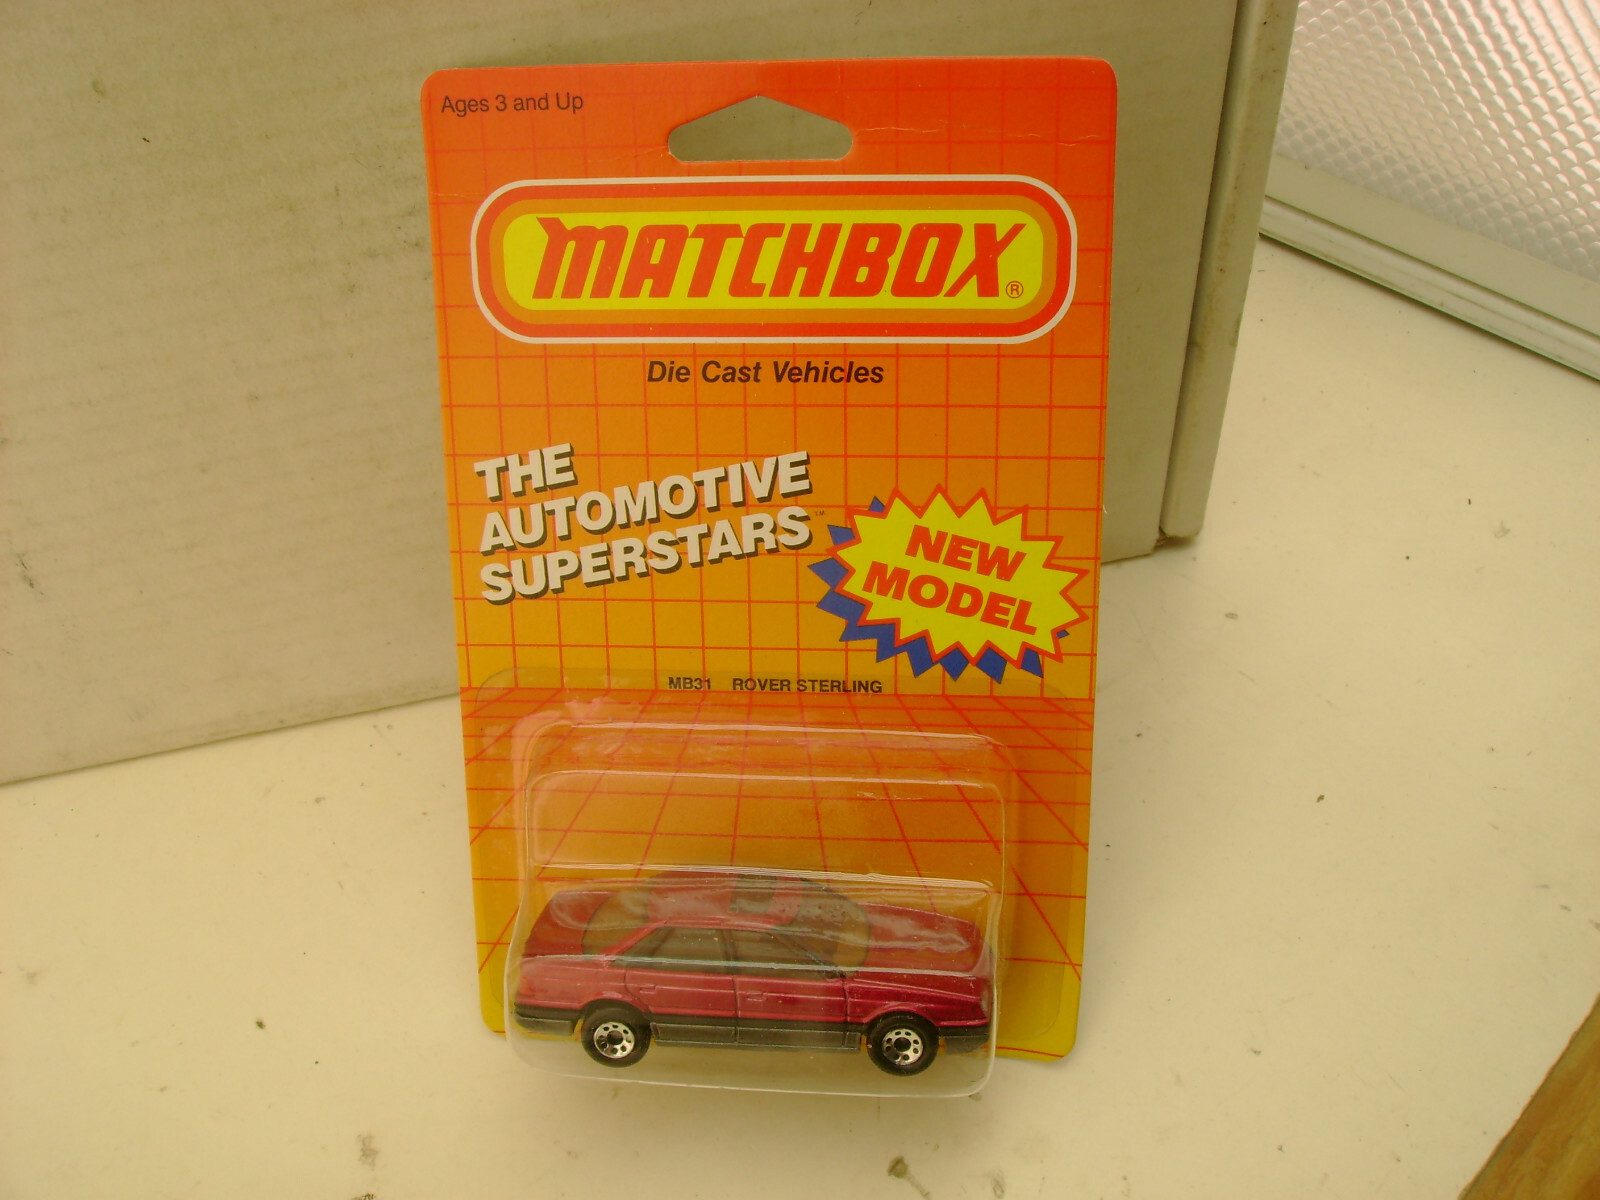 Ages 3 and Up
MATCHBOX®
Die Cast Vehicles
THE
AUTOMOTIVE
SUPERSTARS™
NEW
MODEL
MB31 ROVER STERLING